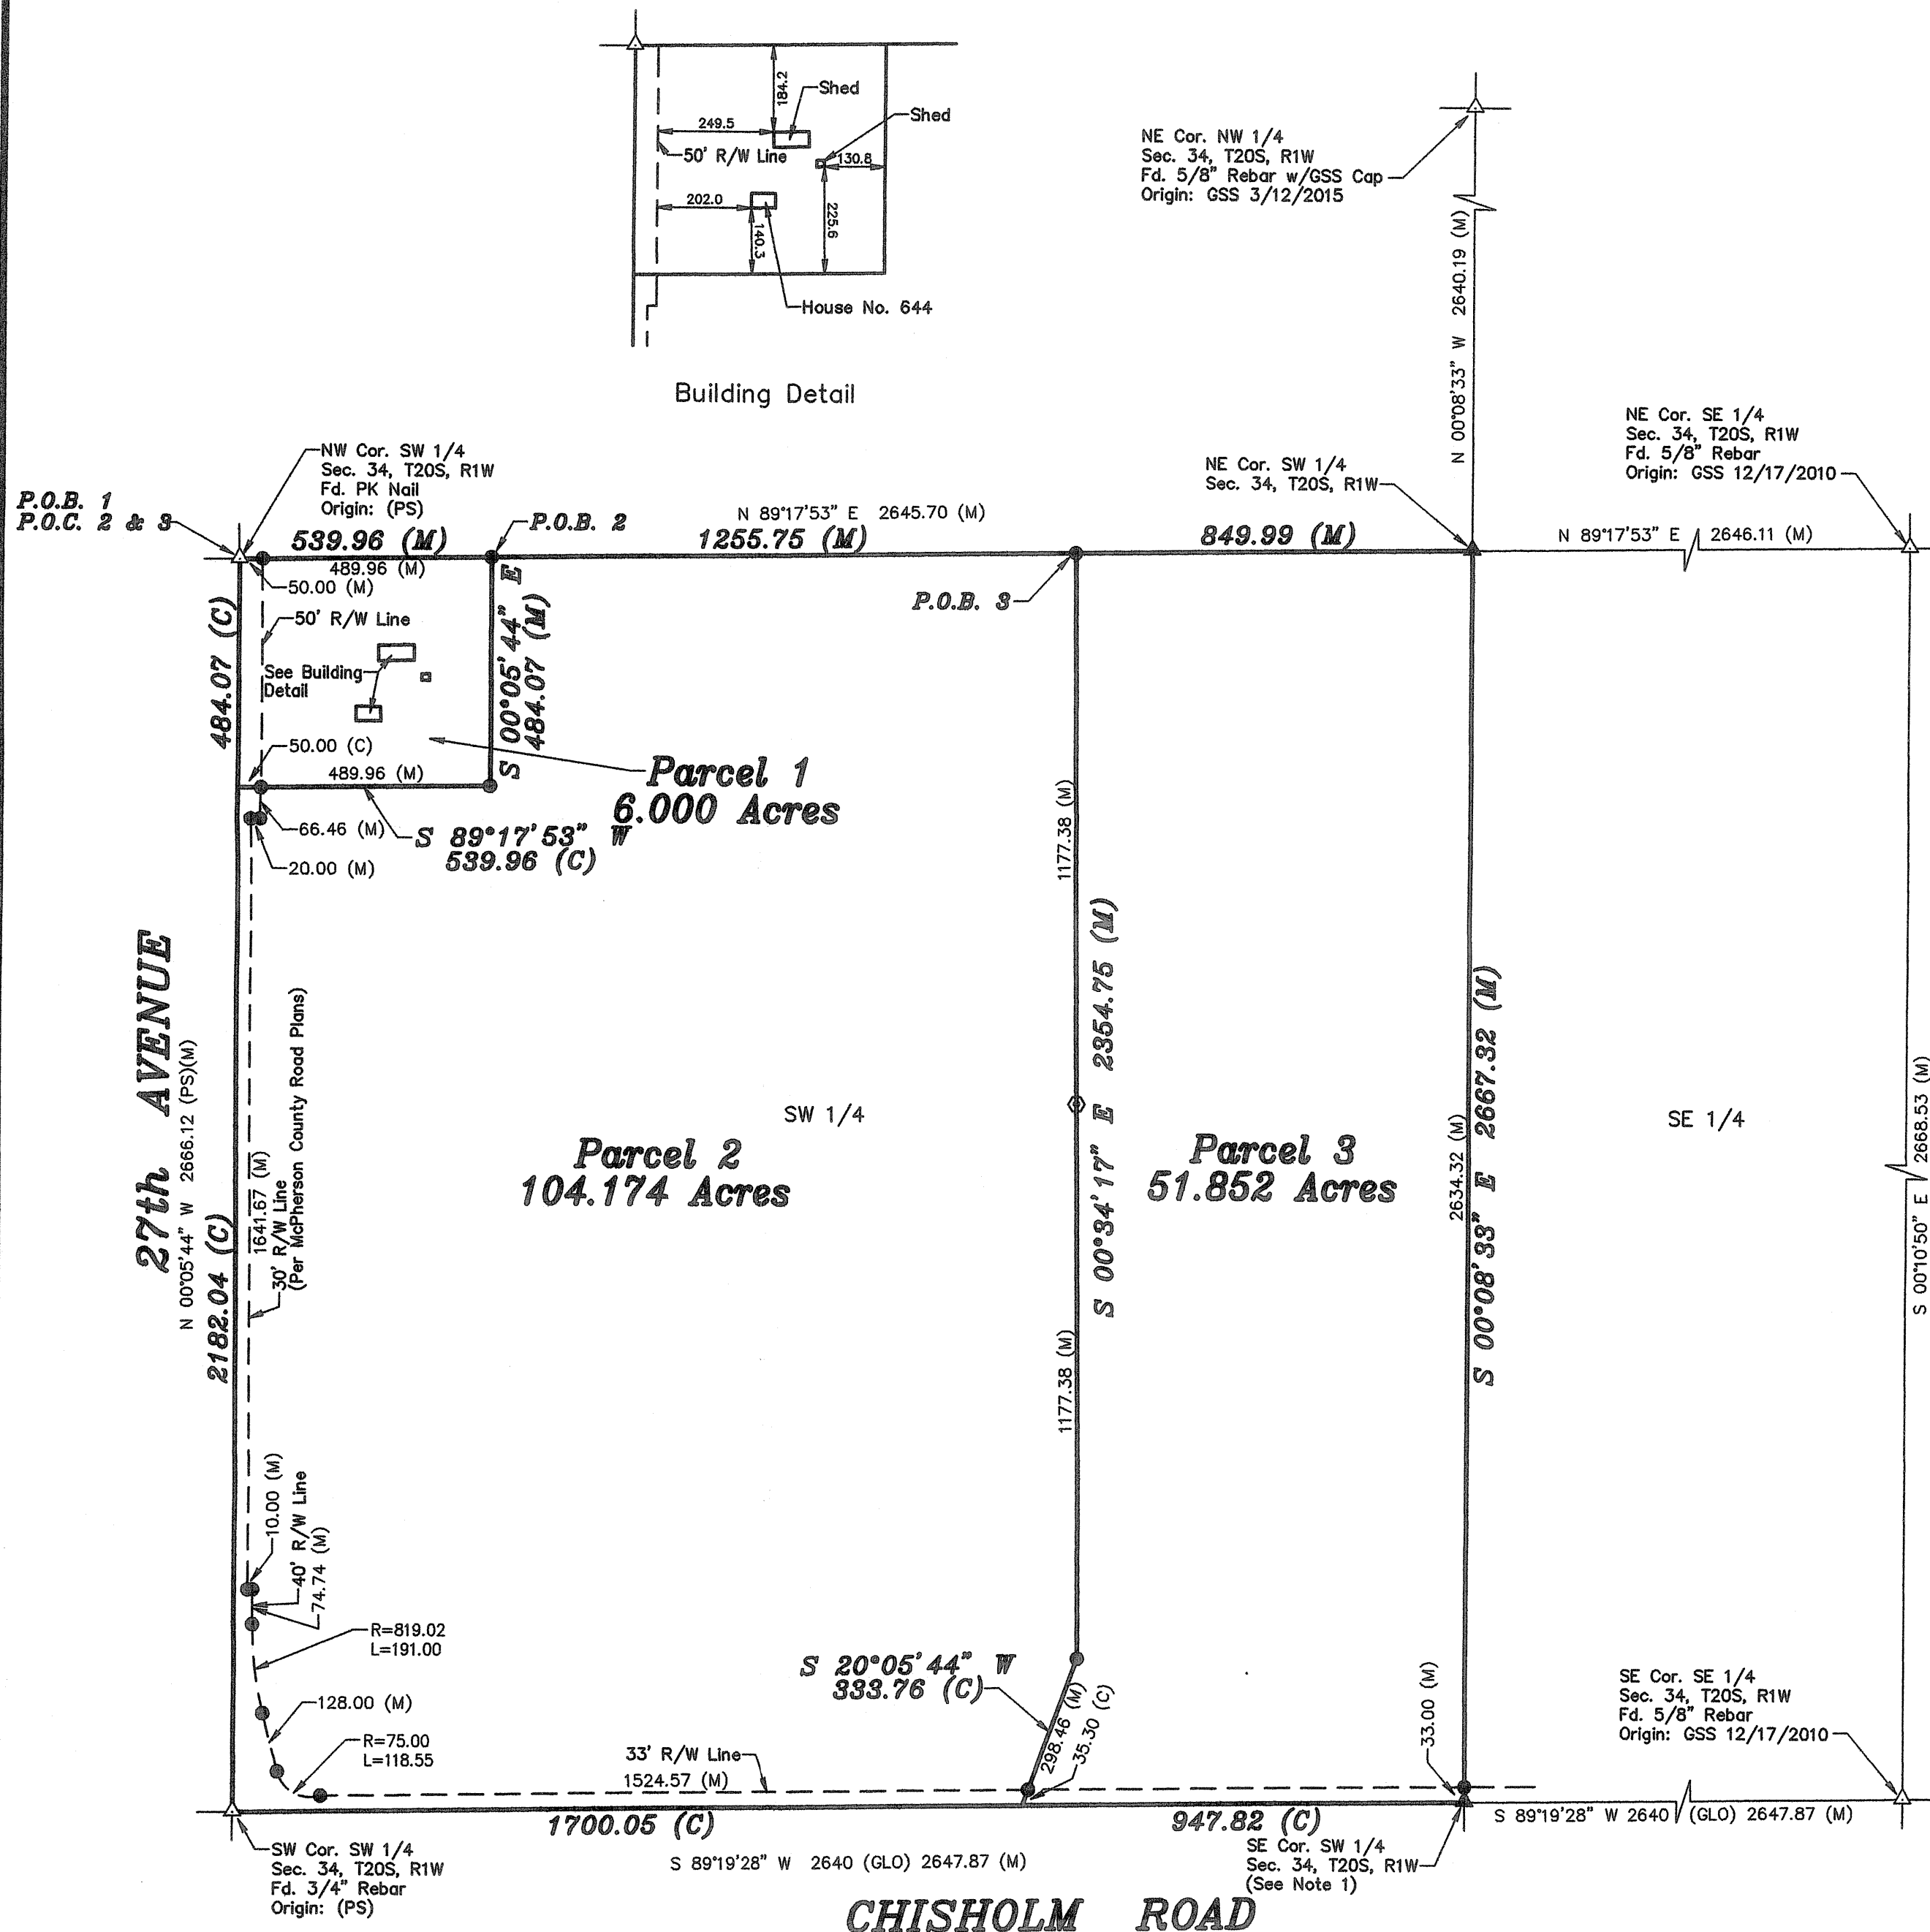 184.2
Shed
Shed
249.5
50' R/W Line
130.8
202.0
225.6
140.3
House No. 644
Building Detail
NE Cor. NW 1/4
Sec. 34, T20S, R1W
Fd. 5/8" Rebar w/GSS Cap
Origin: GSS 3/12/2015
N 00°08'33" W 2640.19 (M)
NE Cor. SE 1/4
Sec. 34, T20S, R1W
Fd. 5/8" Rebar
Origin: GSS 12/17/2010
NW Cor. SW 1/4
Sec. 34, T20S, R1W
Fd. PK Nail
Origin: (PS)
NE Cor. SW 1/4
Sec. 34, T20S, R1W
P.O.B. 1
P.O.C. 2 & 3
P.O.B. 2
N 89°17'53" E 2645.70 (M)
539.96 (M)
1255.75 (M)
849.99 (M)
N 89°17'53" E 2646.11 (M)
489.96 (M)
50.00 (M)
P.O.B. 3
50' R/W Line
484.07 (C)
S 00°05'44" E
484.07 (M)
See Building
Detail
50.00 (C)
489.96 (M)
Parcel 1
6.000 Acres
66.46 (M)
S 89°17'53" W
539.96 (C)
20.00 (M)
1177.38 (M)
S 00°34'17" E 2354.75 (M)
27th AVENUE
N 00°05'44" W 2666.12 (PS)(M)
2182.04 (C)
1641.67 (M)
30' R/W Line
(Per McPherson County Road Plans)
SW 1/4
Parcel 2
104.174 Acres
Parcel 3
51.852 Acres
2634.32 (M)
S 00°08'33" E 2667.32 (M)
SE 1/4
S 00°10'50" E 2668.53 (M)
1177.38 (M)
10.00 (M)
40' R/W Line
74.74 (M)
R=819.02
L=191.00
128.00 (M)
R=75.00
L=118.55
S 20°05'44" W
333.76 (C)
298.46 (M)
35.30 (C)
33.00 (M)
33' R/W Line
1524.57 (M)
SE Cor. SE 1/4
Sec. 34, T20S, R1W
Fd. 5/8" Rebar
Origin: GSS 12/17/2010
1700.05 (C)
947.82 (C)
S 89°19'28" W 2640 (GLO) 2647.87 (M)
SW Cor. SW 1/4
Sec. 34, T20S, R1W
Fd. 3/4" Rebar
Origin: (PS)
S 89°19'28" W 2640 (GLO) 2647.87 (M)
SE Cor. SW 1/4
Sec. 34, T20S, R1W
(See Note 1)
CHISHOLM ROAD